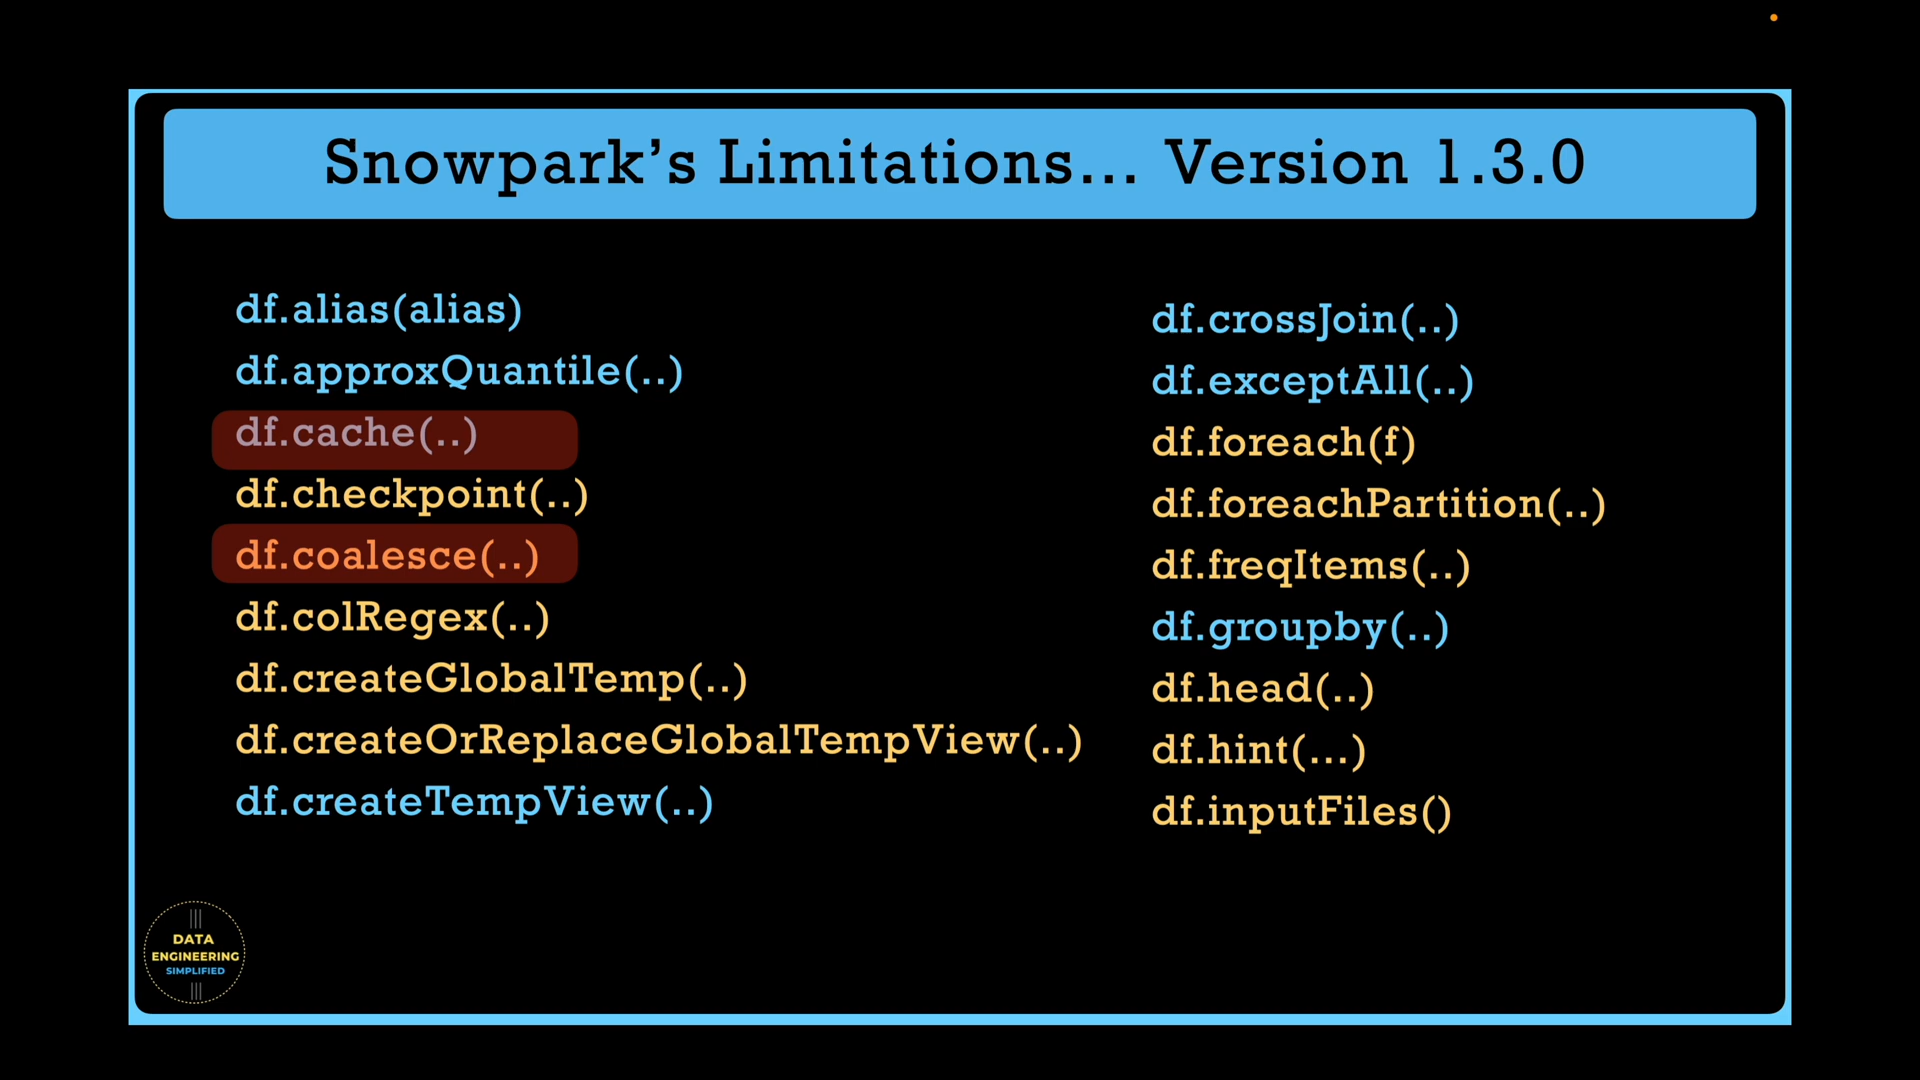 Snowpark’s Limitations... Version 1.3.0
df.alias(alias)
df.approxQuantile(..)
df.cache(..)
df.checkpoint(..)
df.coalesce(..)
df.colRegex(..)
df.createGlobalTemp(..)
df.createOrReplaceGlobalTempView(..)
df.createTempView(..)
df.crossJoin(..)
df.exceptAll(..)
df.foreach(f)
df.foreachPartition(..)
df.freqItems(..)
df.groupby(..)
df.head(..)
df.hint(...)
df.inputFiles()
DATA
ENGINEERING
SIMPLIFIED